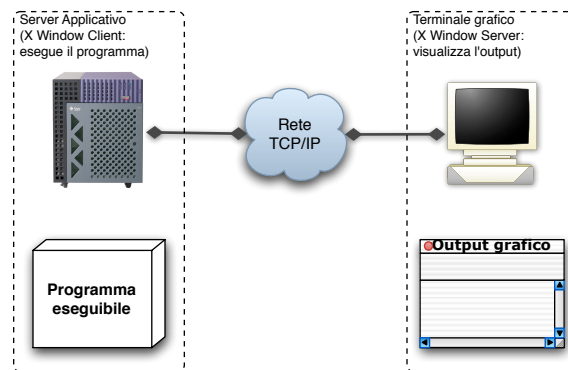 Server Applicativo
(X Window Client:
esegue il programma)
Terminale grafico
(X Window Server:
visualizza l'output)
Rete
TCP/IP
Programma
eseguibile
Output grafico